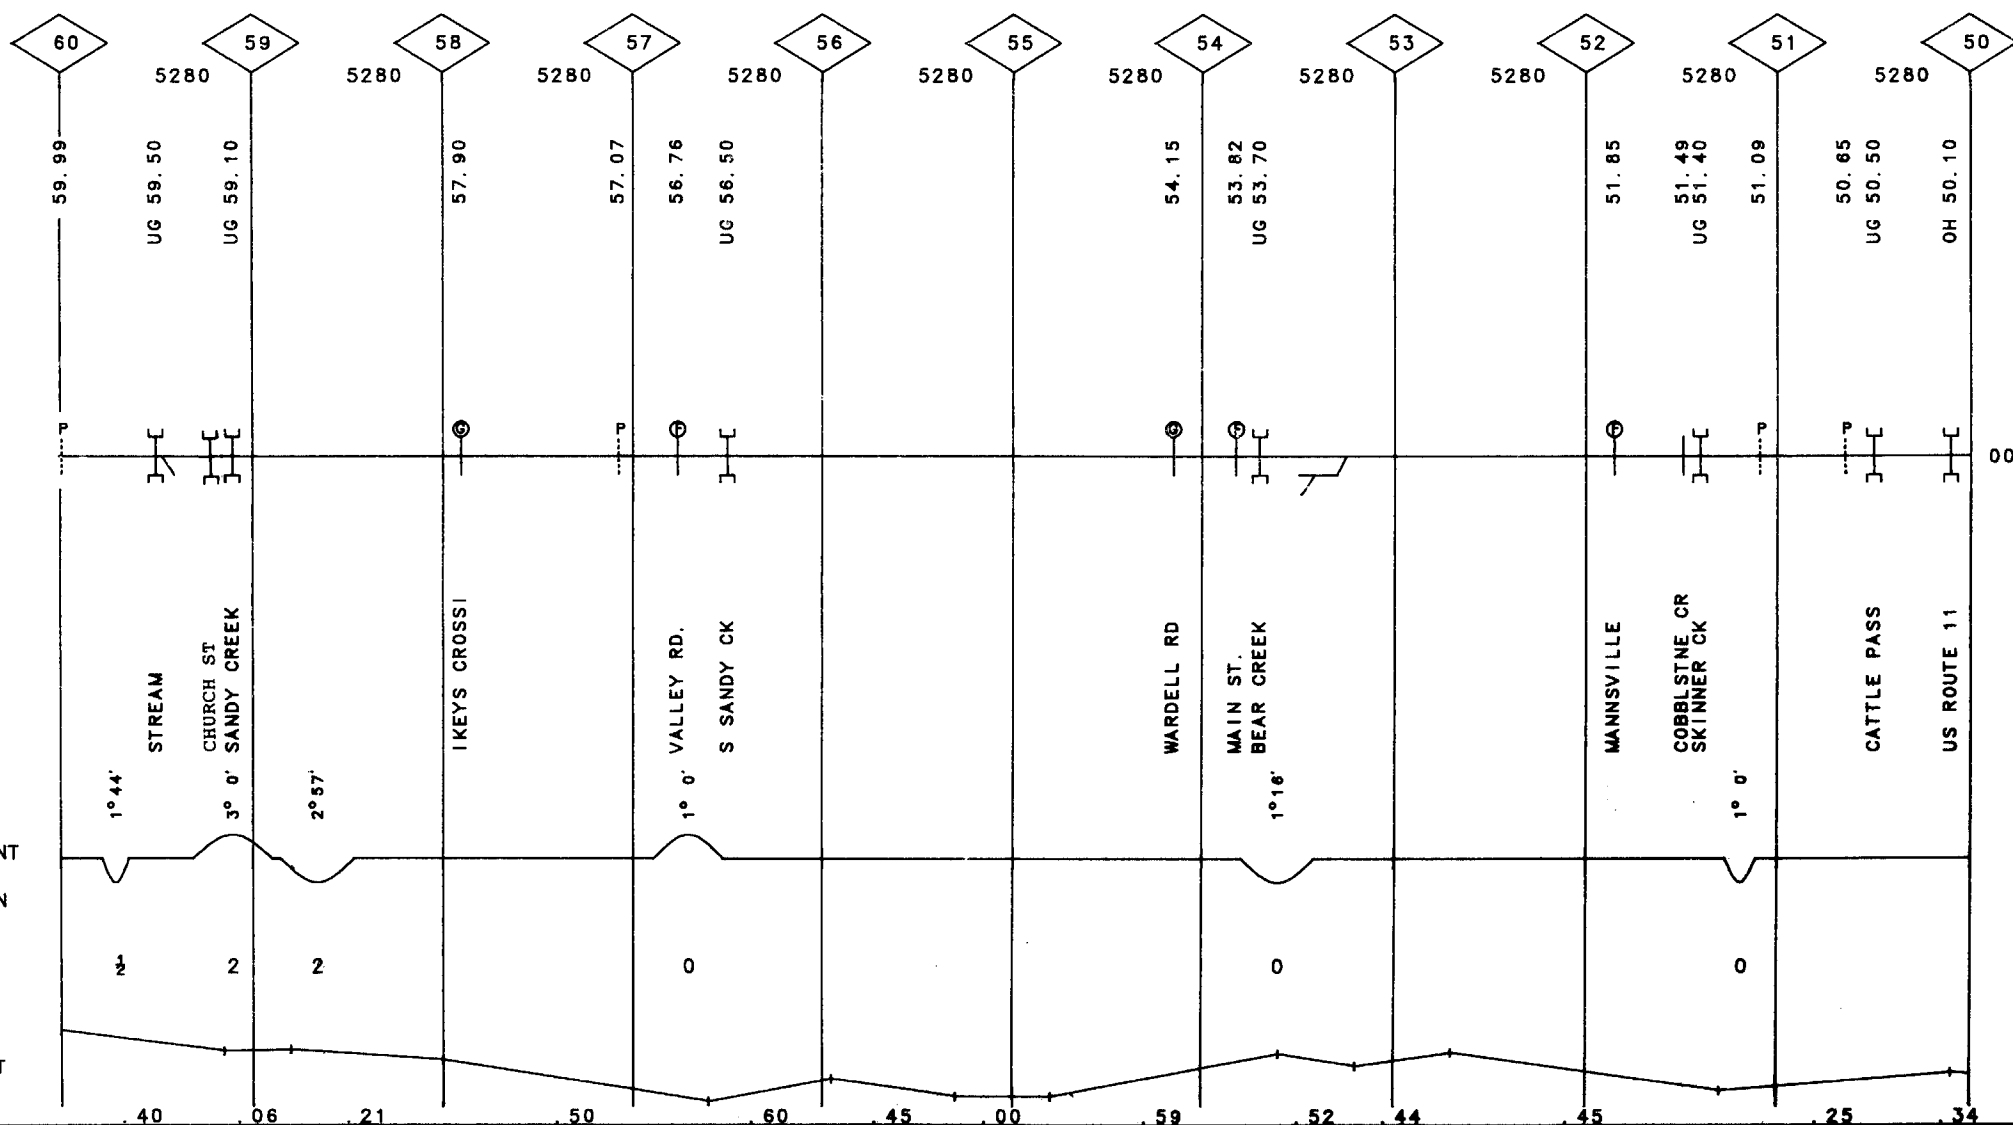 60 59 58 57 56 55 54 53 52 51 50
5280 5280 5280 5280 5280 5280 5280 5280 5280 5280
59.99
UG 59.50
UG 59.10
57.90
57.07
56.76
UG 56.50
54.15
53.82
UG 53.70
51.85
51.49
UG 51.40
51.09
50.65
UG 50.50
OH 50.10
P G P F G F F P P
00
STREAM
CHURCH ST
SANDY CREEK
IKEYS CROSSI
VALLEY RD.
S SANDY CK
WARDELL RD
MAIN ST.
BEAR CREEK
MANNSVILLE
COBBLSTNE CR
SKINNER CK
CATTLE PASS
US ROUTE 11
1°44'
3° 0'
2°57'
1° 0'
1°16'
1° 0'
NT
N
½ 2 2 0 0 0
T
.40 .06 .21 .50 .60 .45 .00 .59 .52 .44 .45 .25 .34